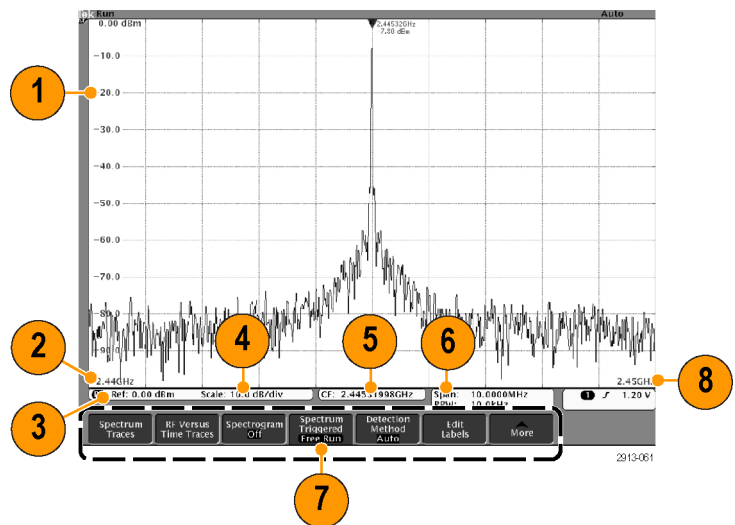 Run Auto
0.00 dBm
2.44532GHz
-7.80 dBm
-10.0
1
-20.0
-30.0
-40.0
-50.0
-60.0
-70.0
-80.0
-90.0
2
4
5
6
8
2.44GHz
2.45GHz
3
Ref: 0.00 dBm Scale: 10.0 dB/div
CF: 2.44531998GHz
Span: 10.0000MHz
RBW: 10.0kHz
1 1.20 V
Spectrum Traces
RF Versus Time Traces
Spectrogram Off
Spectrum Triggered Free Run
Detection Method Auto
Edit Labels
More
7
2913-061